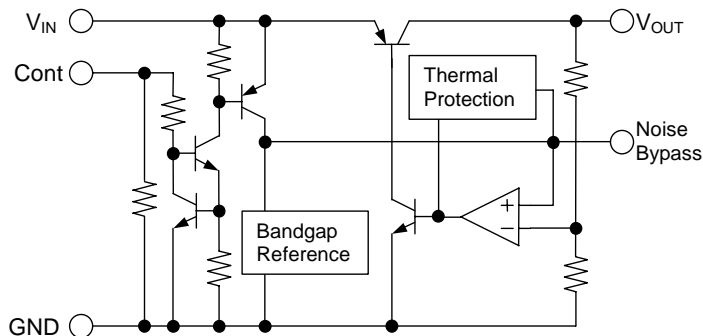 VIN
VOUT
Cont
Thermal
Protection
Noise
Bypass
+
−
Bandgap
Reference
GND